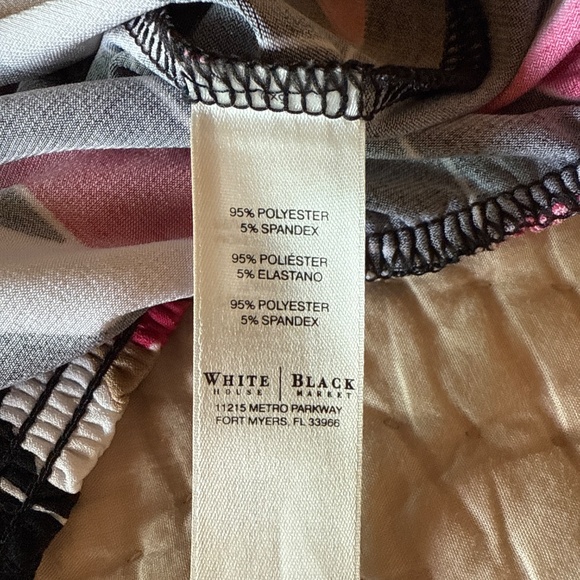 95% POLYESTER
5% SPANDEX
95% POLIÉSTER
5% ELASTANO
95% POLYESTER
5% SPANDEX
WHITE | BLACK
HOUSE | MARKET
11215 METRO PARKWAY
FORT MYERS, FL 33966